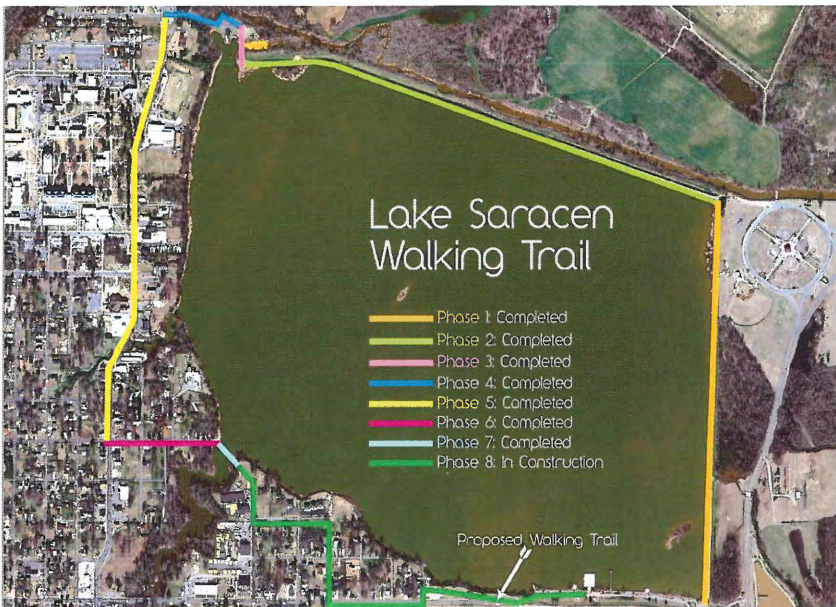 Lake Saracen
Walking Trail
Phase 1: Completed
Phase 2: Completed
Phase 3: Completed
Phase 4: Completed
Phase 5: Completed
Phase 6: Completed
Phase 7: Completed
Phase 8: In Construction
Proposed Walking Trail